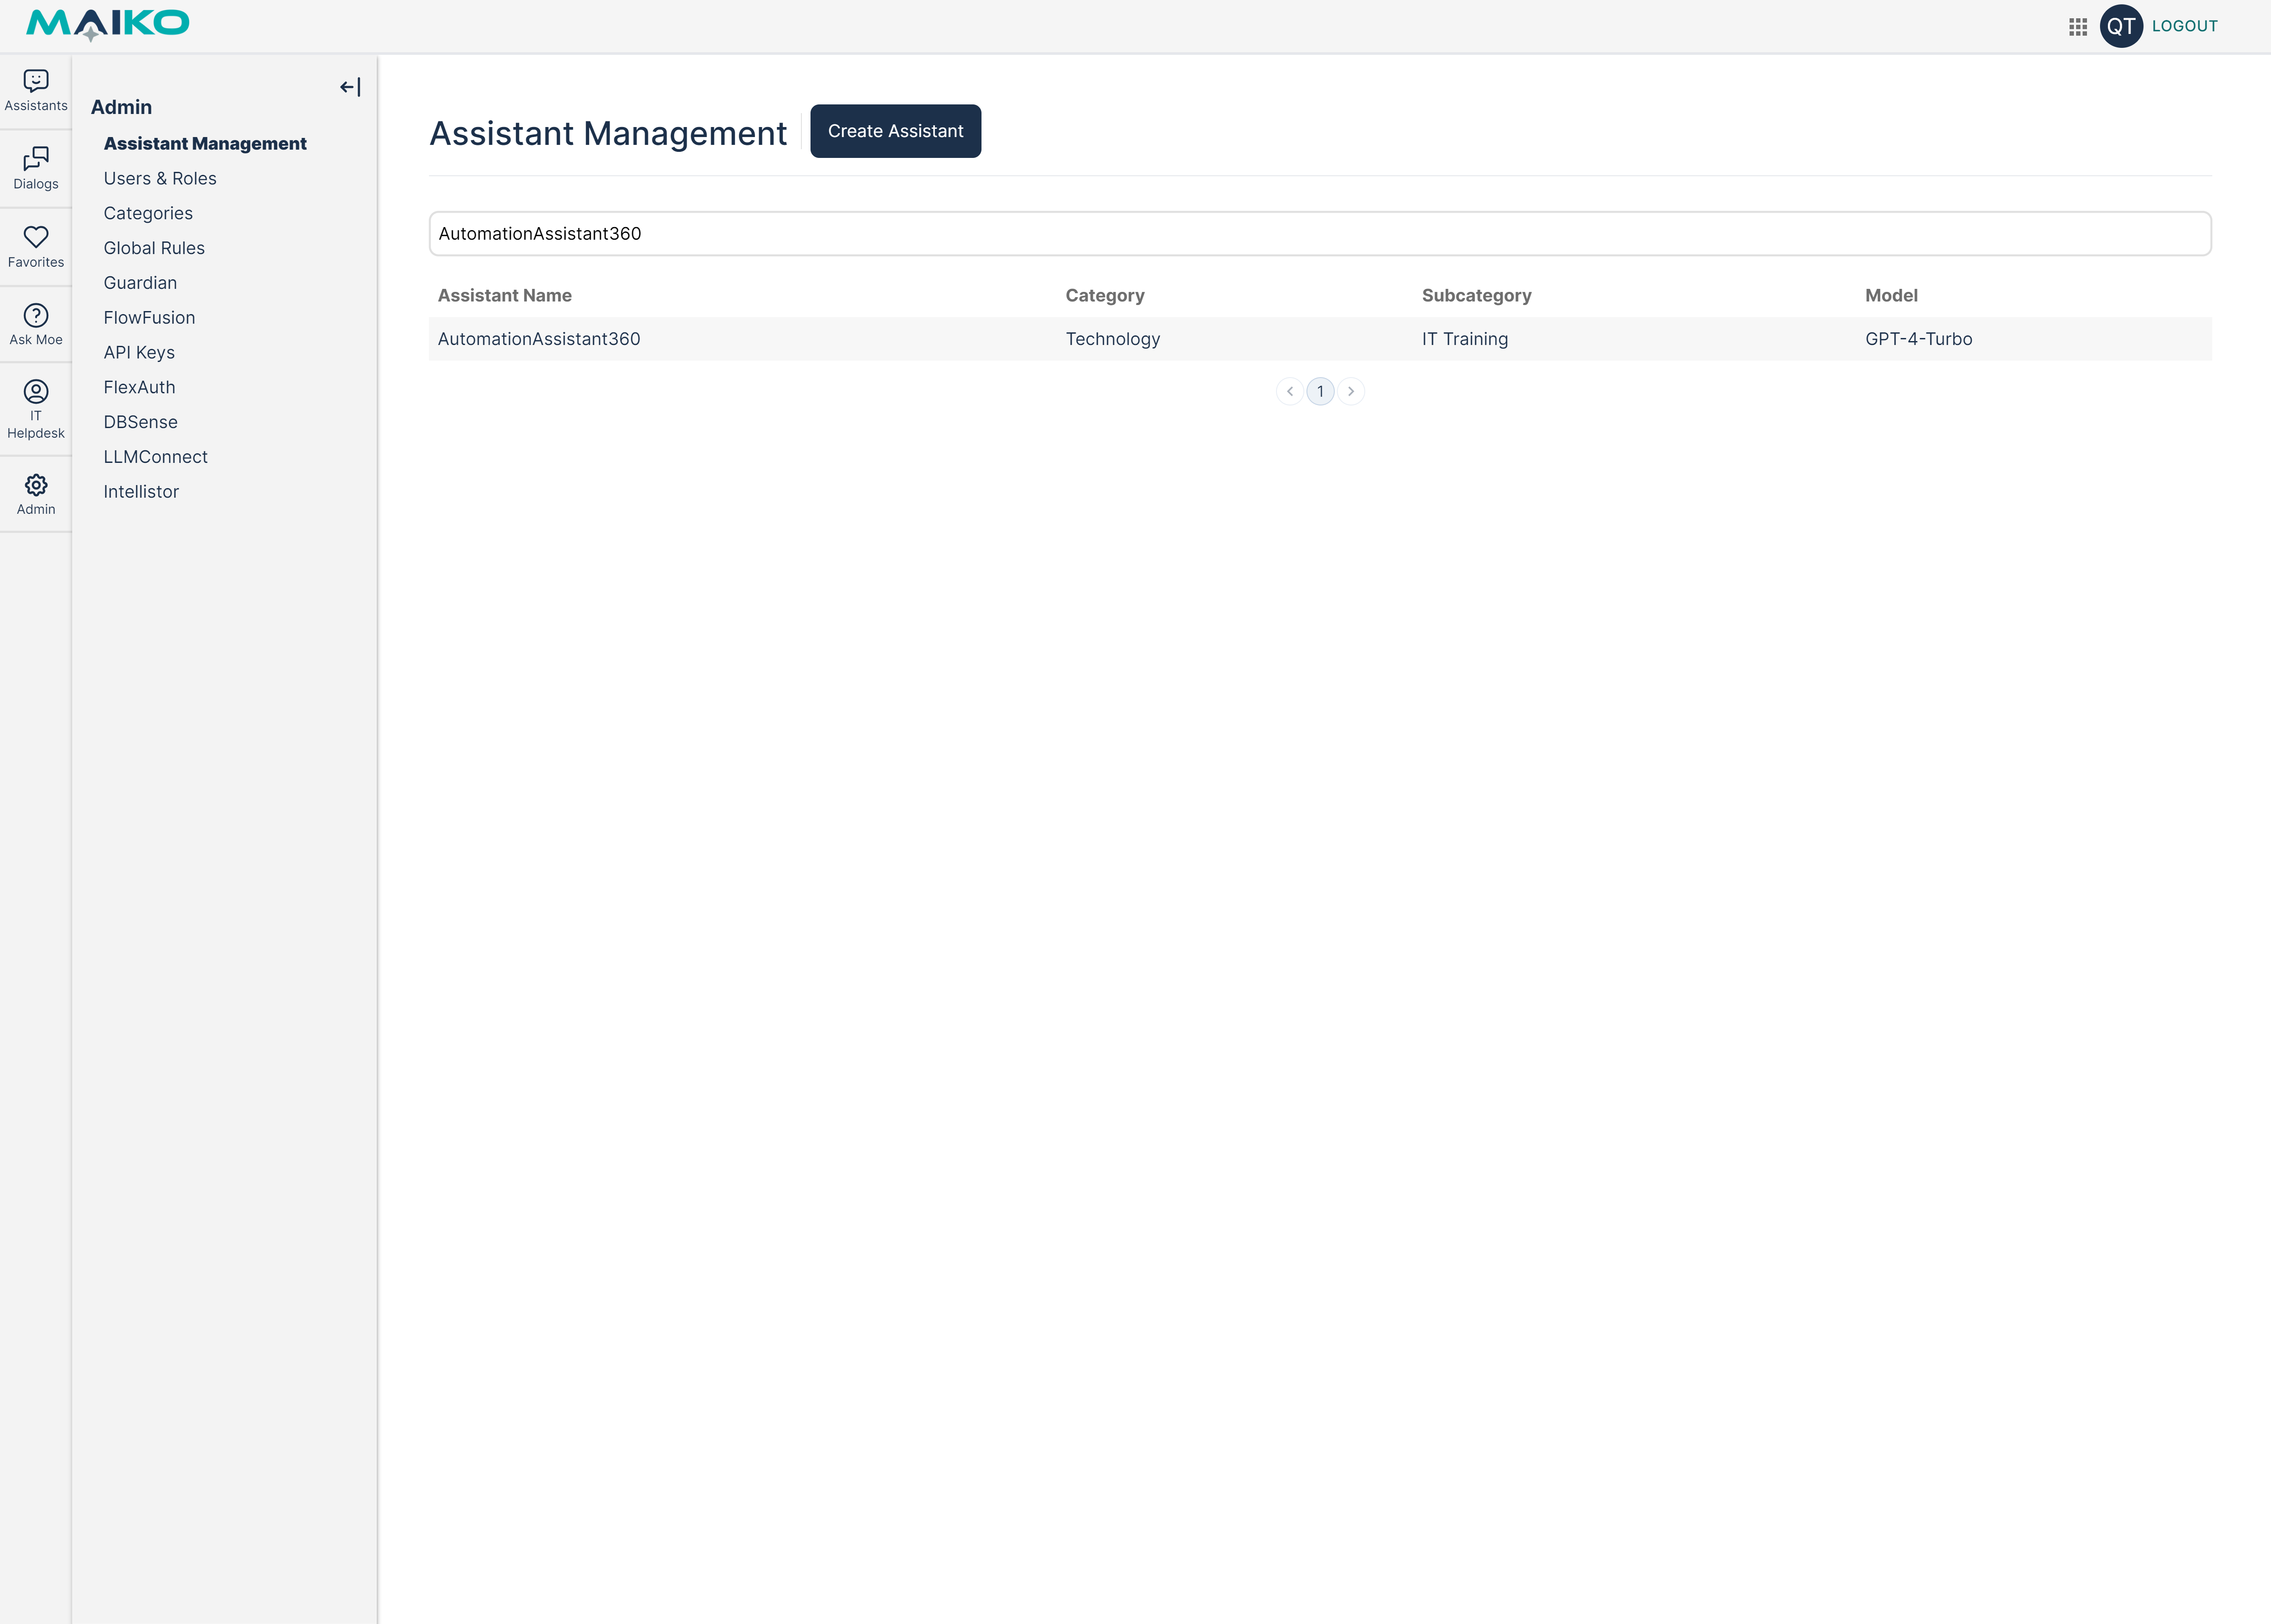 MAIKO
QT
LOGOUT
Assistants
Dialogs
Favorites
Ask Moe
IT
Helpdesk
Admin
Admin
Assistant Management
Users & Roles
Categories
Global Rules
Guardian
FlowFusion
API Keys
FlexAuth
DBSense
LLMConnect
Intellistor
Assistant Management
Create Assistant
AutomationAssistant360
Assistant Name Category Subcategory Model
AutomationAssistant360 Technology IT Training GPT-4-Turbo
1